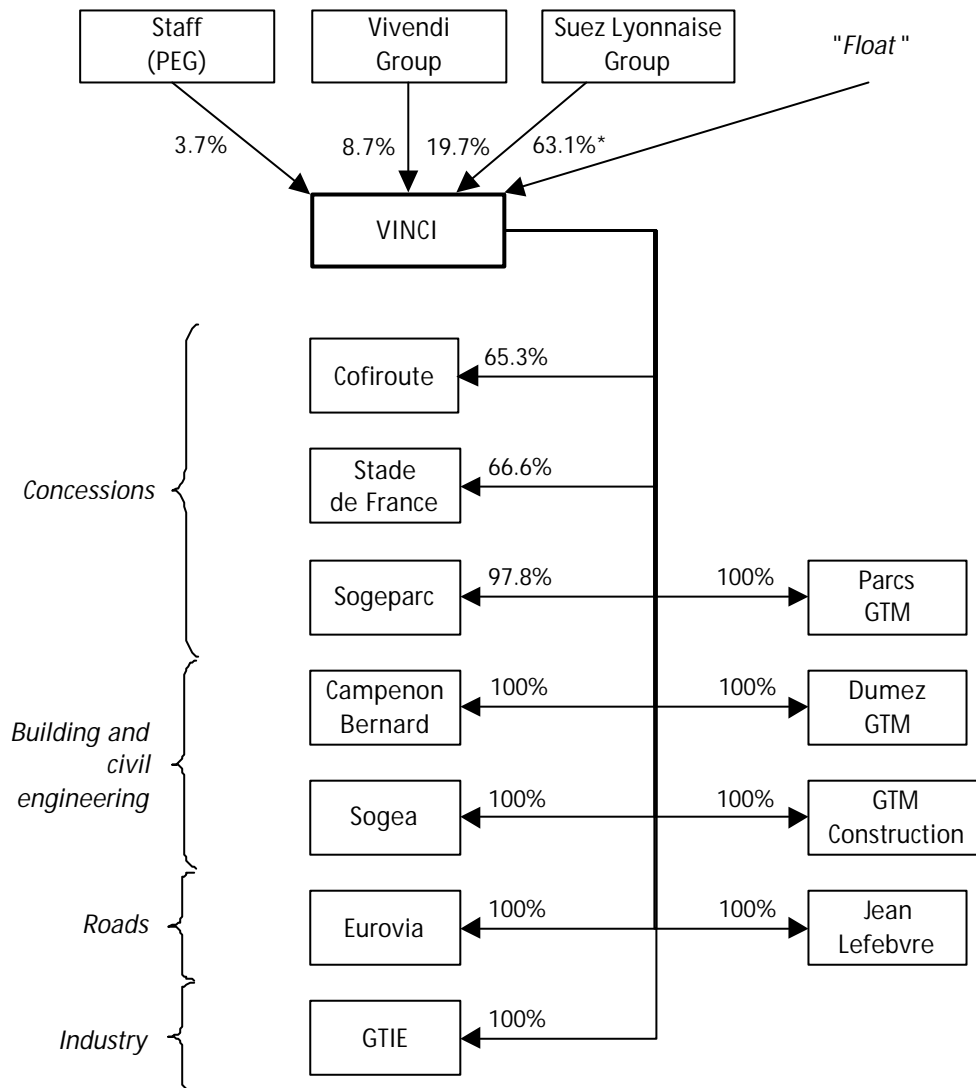 Staff
(PEG)
Vivendi
Group
Suez Lyonnaise
Group
"Float"
3.7%
8.7%
19.7%
63.1%*
VINCI
Concessions
Cofiroute
65.3%
Stade
de France
66.6%
Sogeparc
97.8%
100%
Parcs
GTM
Building and
civil
engineering
Campenon
Bernard
100%
100%
Dumez
GTM
Sogea
100%
100%
GTM
Construction
Roads
Eurovia
100%
100%
Jean
Lefebvre
Industry
GTIE
100%